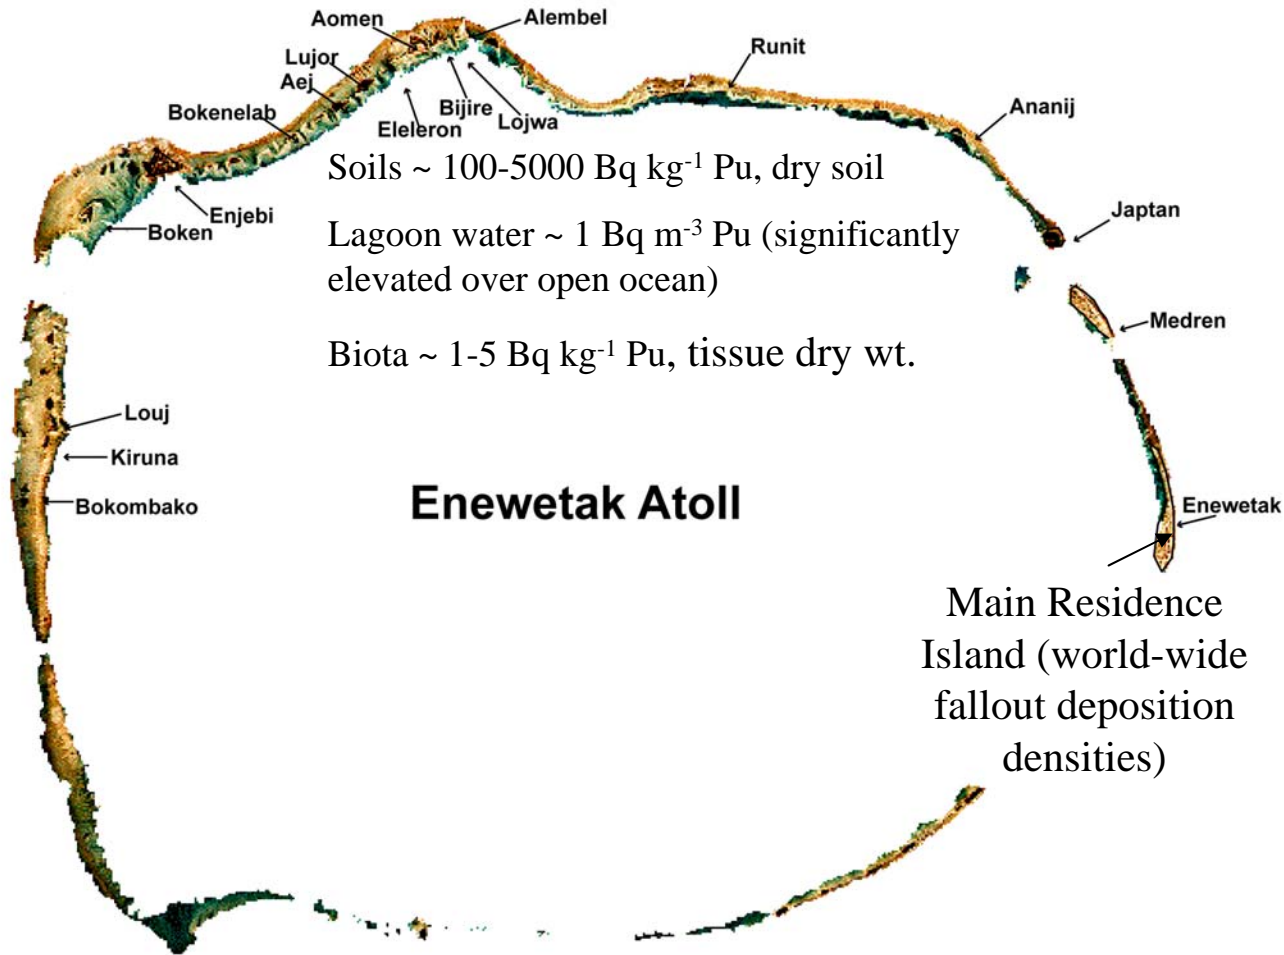 Aomen
Alembel
Lujor
Runit
Aej
Bokenelab
Bijire
Lojwa
Eleleron
Ananij
Soils ~ 100-5000 Bq kg⁻¹ Pu, dry soil
Enjebi
Boken
Japtan
Lagoon water ~ 1 Bq m⁻³ Pu (significantly
elevated over open ocean)
Medren
Biota ~ 1-5 Bq kg⁻¹ Pu, tissue dry wt.
Louj
Kiruna
Bokombako
Enewetak Atoll
Enewetak
Main Residence
Island (world-wide
fallout deposition
densities)